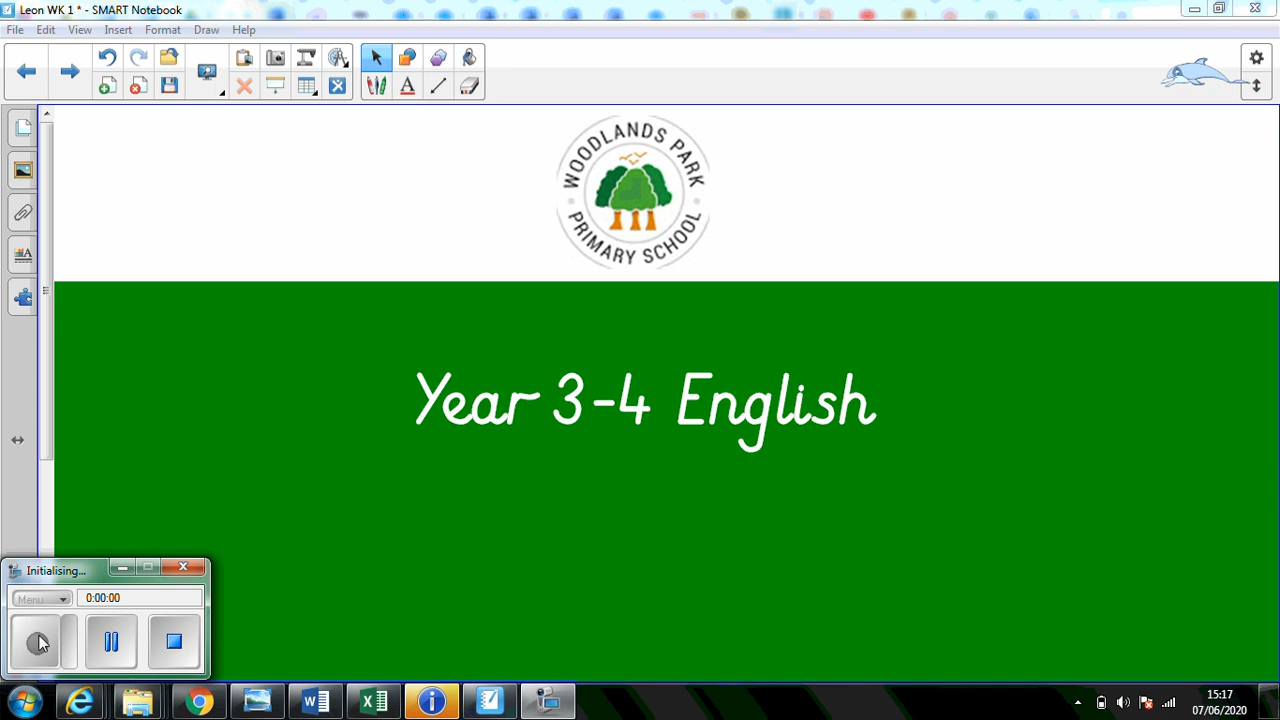 Leon WK 1 * - SMART Notebook
File Edit View Insert Format Draw Help
WOODLANDS PARK
PRIMARY SCHOOL
Year 3-4 English
Initialising...
Menu 0:00:00
15:17
07/06/2020